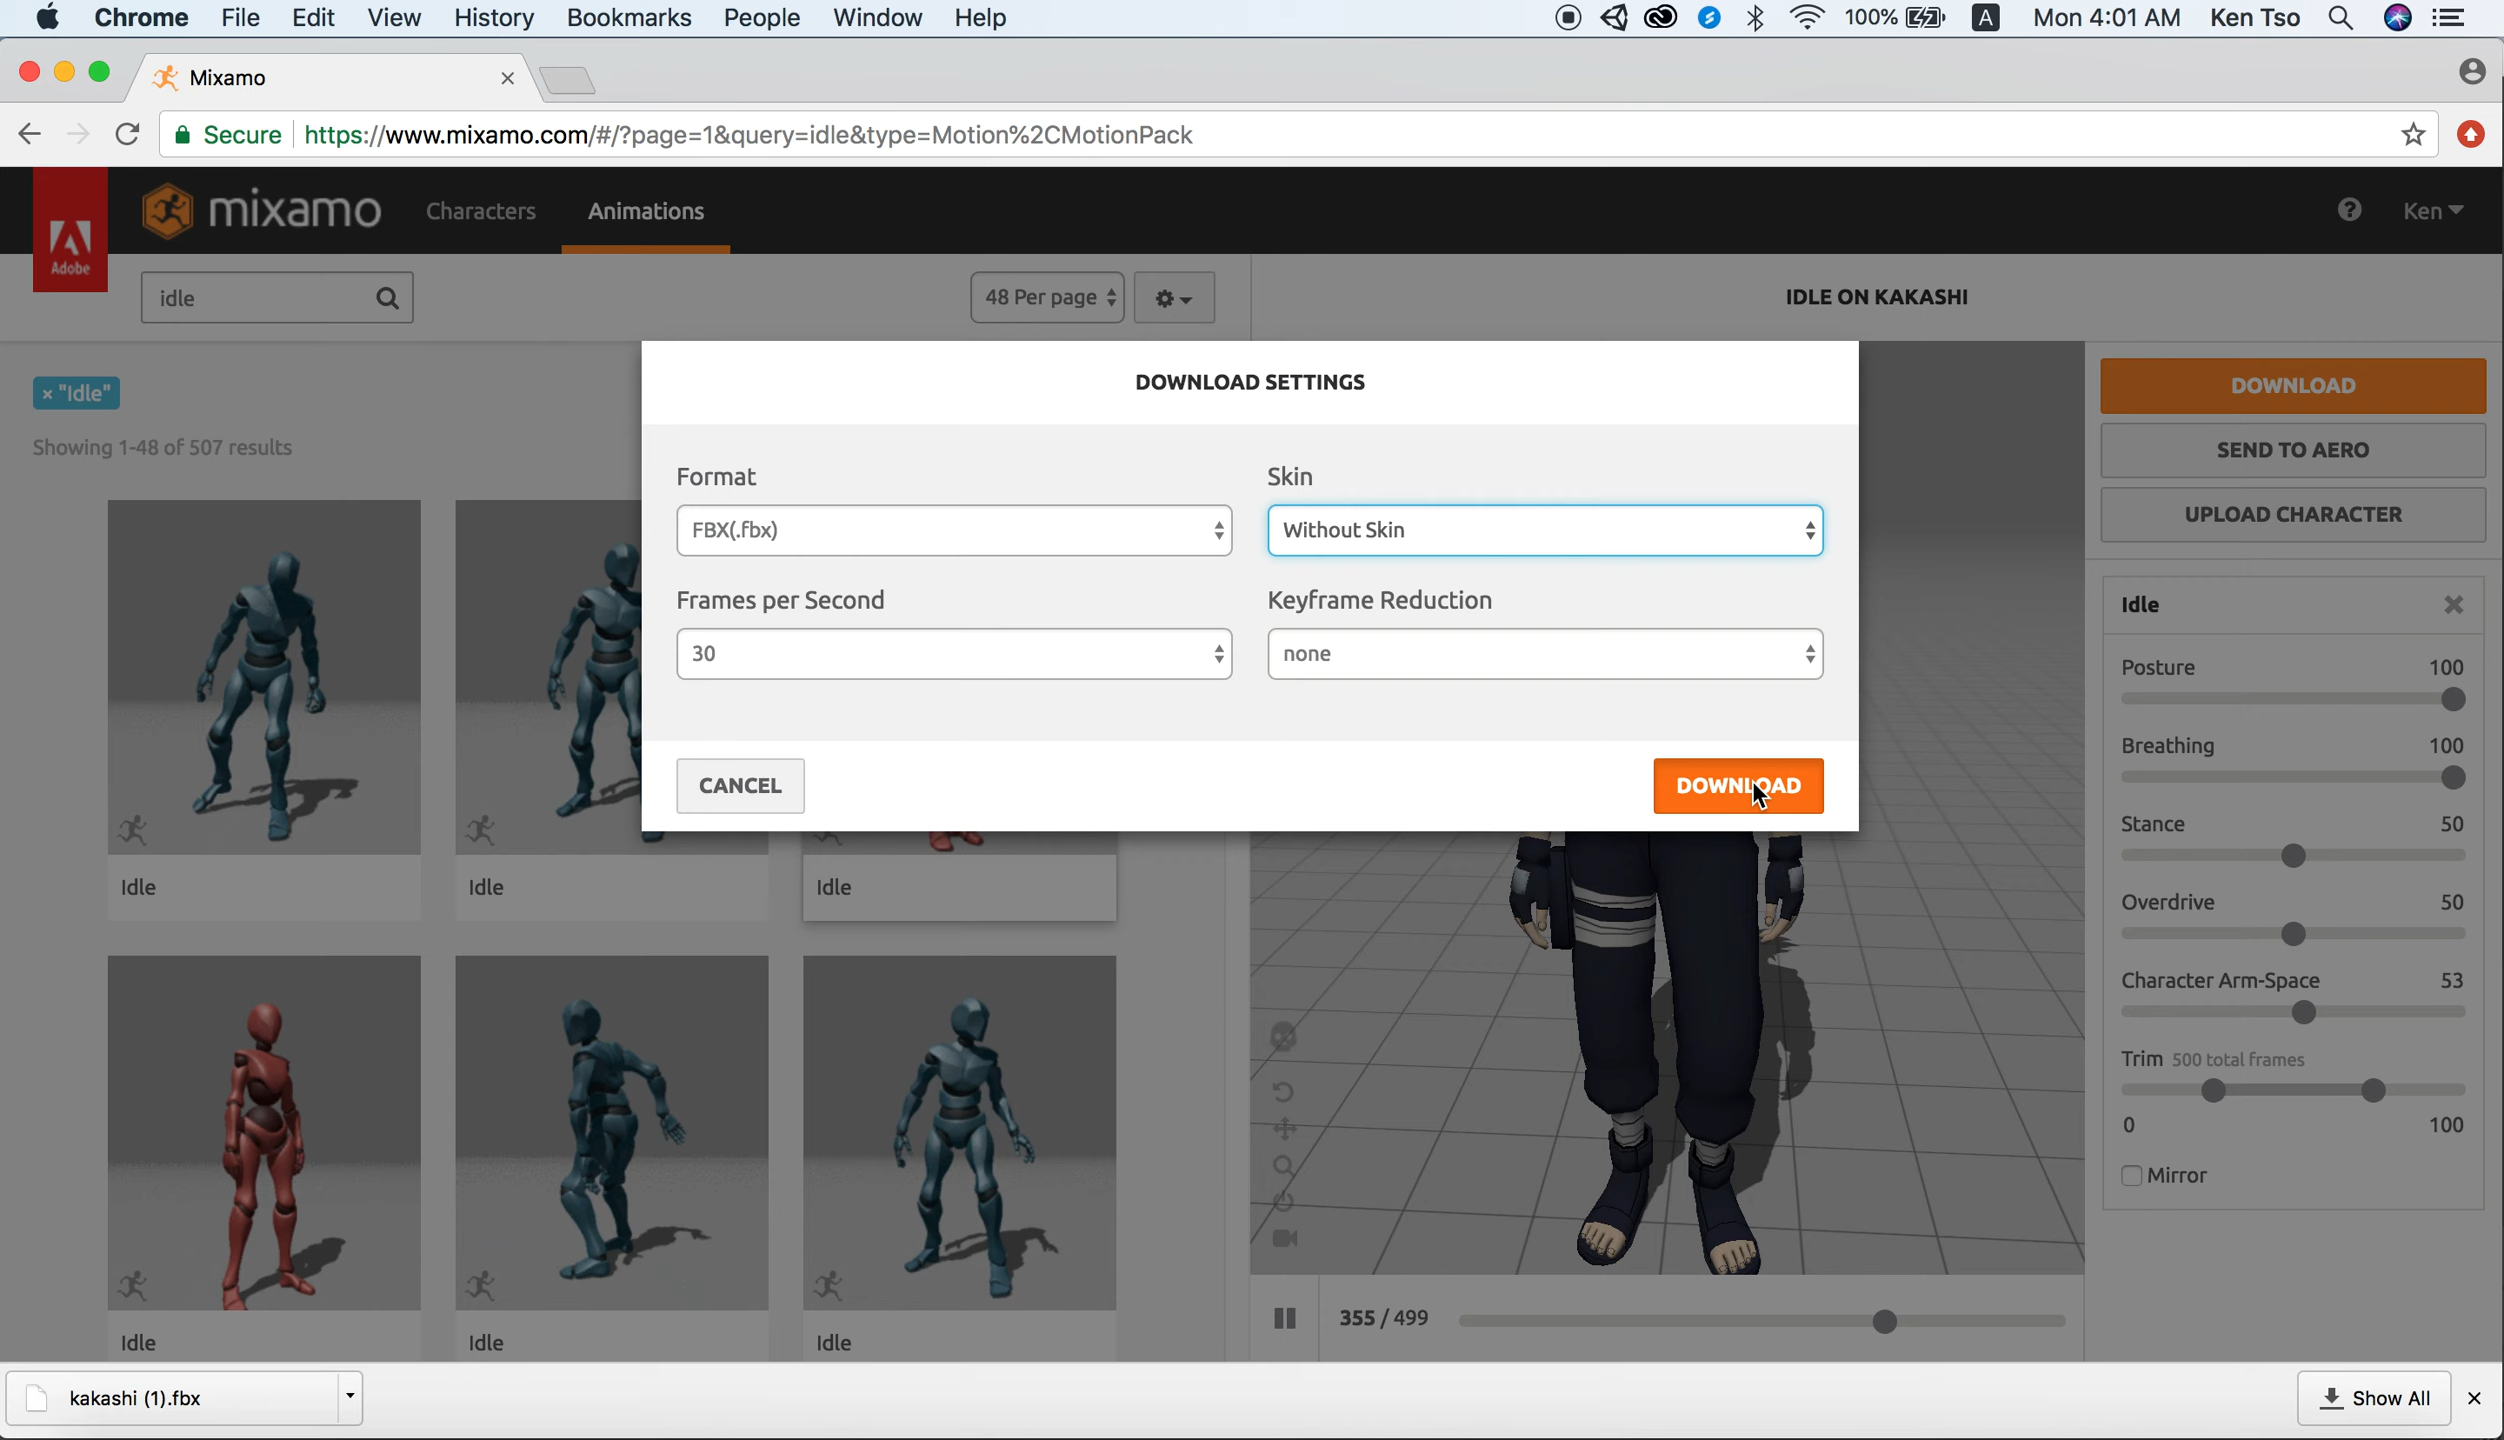 Chrome File Edit View History Bookmarks People Window Help 100% A Mon 4:01 AM Ken Tso
Mixamo
Secure https://www.mixamo.com/#/?page=1&query=idle&type=Motion%2CMotionPack
Adobe
mixamo Characters Animations Ken
idle 48 Per page IDLE ON KAKASHI
× "Idle"
Showing 1-48 of 507 results
DOWNLOAD SETTINGS
Format Skin
FBX(.fbx) Without Skin
Frames per Second Keyframe Reduction
30 none
CANCEL DOWNLOAD
DOWNLOAD
SEND TO AERO
UPLOAD CHARACTER
Idle
Posture 100
Breathing 100
Stance 50
Overdrive 50
Character Arm-Space 53
Trim 500 total frames
0 100
Mirror
Idle Idle Idle
Idle Idle Idle
355 / 499
kakashi (1).fbx Show All